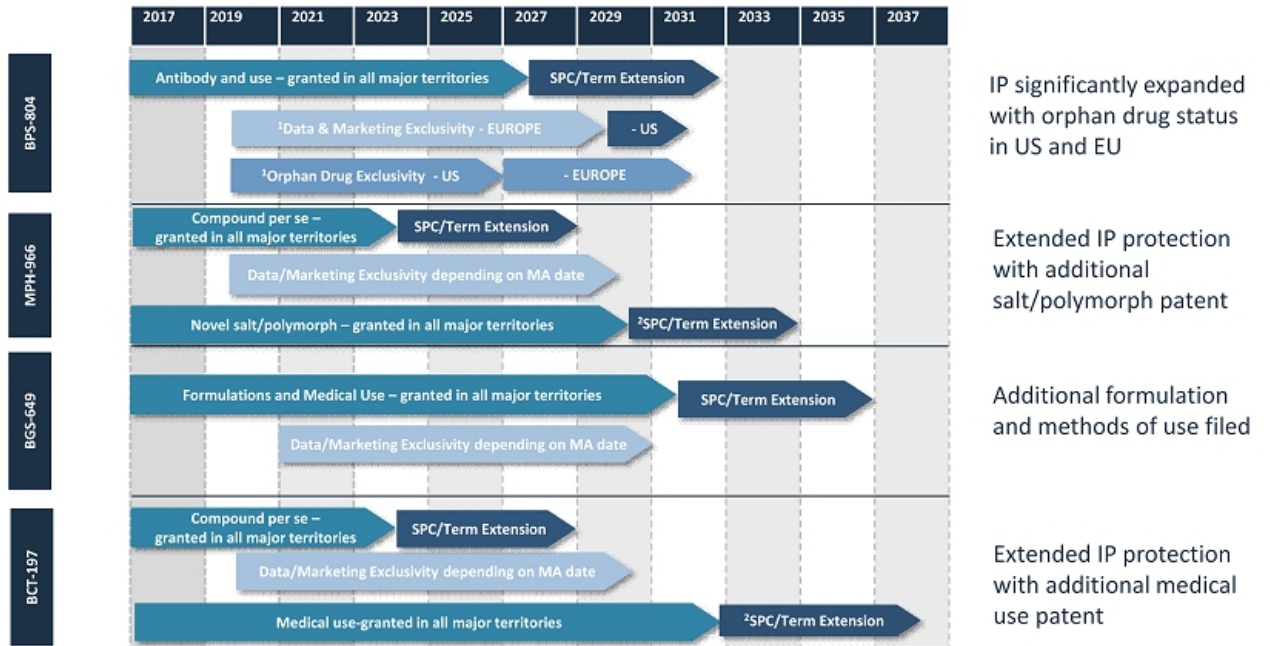 2017 2019 2021 2023 2025 2027 2029 2031 2033 2035 2037
BPS-804
Antibody and use – granted in all major territories
SPC/Term Extension
¹Data & Marketing Exclusivity - EUROPE
- US
¹Orphan Drug Exclusivity - US
- EUROPE
IP significantly expanded
with orphan drug status
in US and EU
MPH-966
Compound per se –
granted in all major territories
SPC/Term Extension
Data/Marketing Exclusivity depending on MA date
Novel salt/polymorph – granted in all major territories
²SPC/Term Extension
Extended IP protection
with additional
salt/polymorph patent
BGS-649
Formulations and Medical Use – granted in all major territories
SPC/Term Extension
Data/Marketing Exclusivity depending on MA date
Additional formulation
and methods of use filed
BCT-197
Compound per se –
granted in all major territories
SPC/Term Extension
Data/Marketing Exclusivity depending on MA date
Medical use-granted in all major territories
²SPC/Term Extension
Extended IP protection
with additional medical
use patent